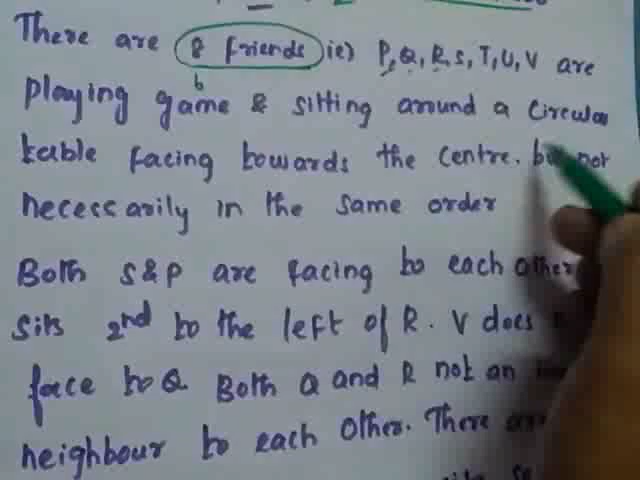 There are 8 friends ie) P, Q, R, S, T, U, V are
b
playing game & sitting around a circular
table facing towards the centre. but not
necessarily in the same order
Both S & P are facing to each other
sits 2nd to the left of R. V does
face to Q Both Q and R not an
neighbour to each other. There are